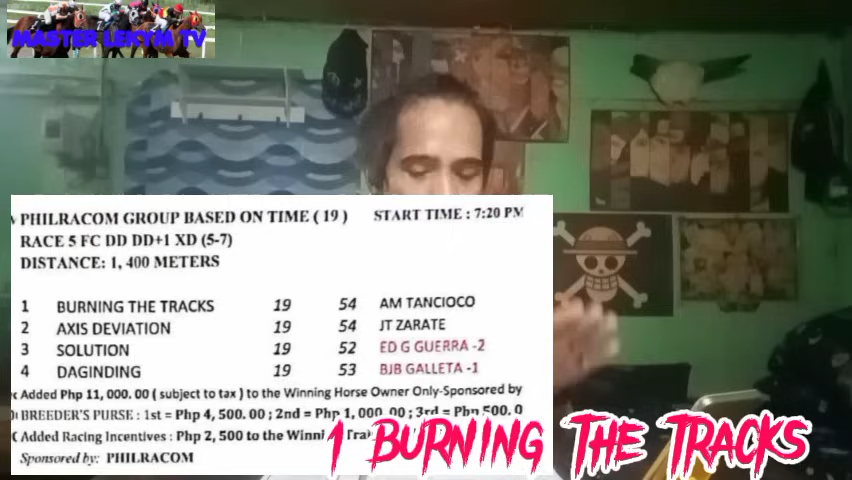 MASTER LEKYM TV
PHILRACOM GROUP BASED ON TIME ( 19 ) START TIME : 7:20 PM
RACE 5 FC DD DD+1 XD (5-7)
DISTANCE: 1, 400 METERS
1 BURNING THE TRACKS 19 54 AM TANCIOCO
2 AXIS DEVIATION 19 54 JT ZARATE
3 SOLUTION 19 52 ED G GUERRA -2
4 DAGINDING 19 53 BJB GALLETA -1
Added Php 11, 000. 00 ( subject to tax ) to the Winning Horse Owner Only-Sponsored by
BREEDER'S PURSE : 1st = Php 4, 500. 00 ; 2nd = Php 1, 000. 00 ; 3rd = Php 500. 0
Added Racing Incentives : Php 2, 500 to the
Sponsored by: PHILRACOM
1 BURNING THE TRACKS